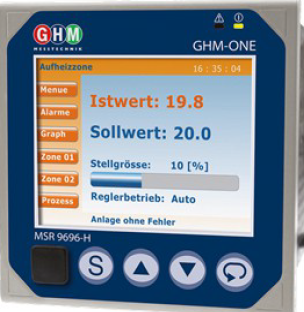 GHM
MESSTECHNIK
GHM-ONE
Aufheizzone
16 : 35 : 04
Menue
Alarme
Graph
Zone 01
Zone 02
Prozess
Istwert: 19.8
Sollwert: 20.0
Stellgrösse: 10 [%]
Reglerbetrieb: Auto
Anlage ohne Fehler
MSR 9696-H
S